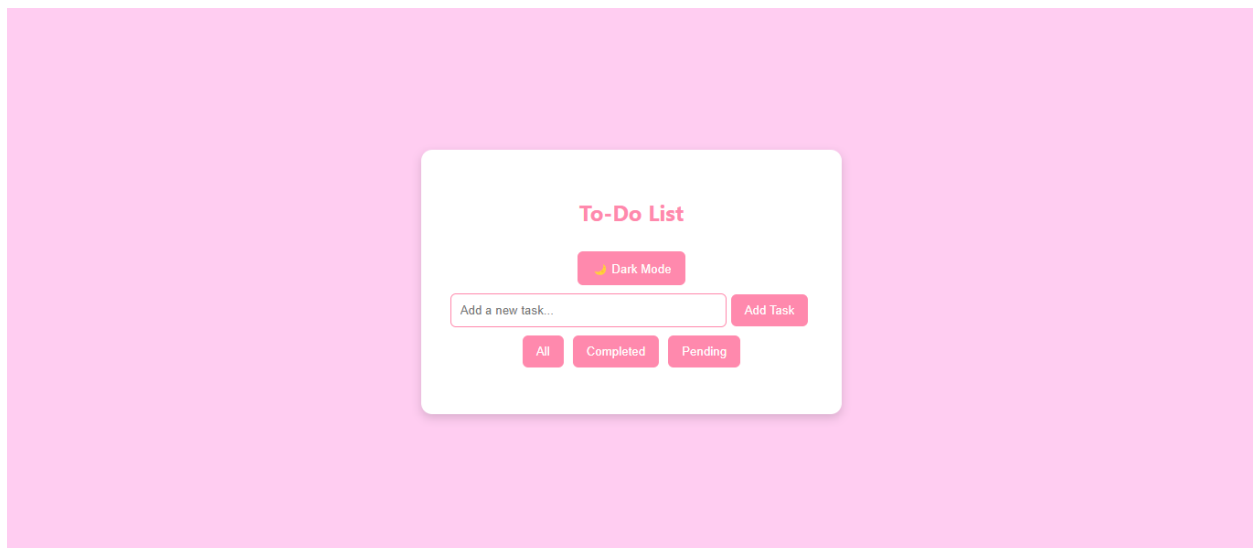 To-Do List
🌙 Dark Mode
Add a new task... Add Task
All Completed Pending